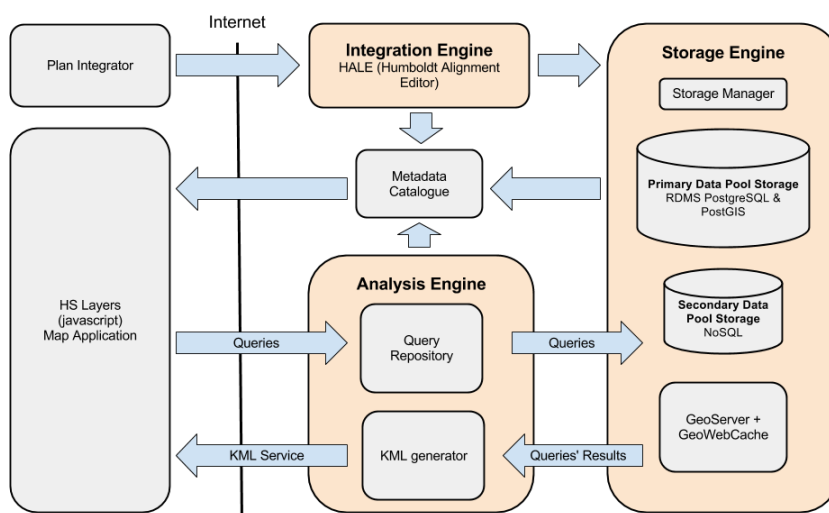 Internet
Plan Integrator
Integration Engine
HALE (Humboldt Alignment
Editor)
Storage Engine
Storage Manager
Primary Data Pool Storage
RDMS PostgreSQL &
PostGIS
Metadata
Catalogue
HS Layers
(javascript)
Map Application
Analysis Engine
Queries
Query
Repository
Queries
Secondary Data
Pool Storage
NoSQL
GeoServer +
GeoWebCache
KML Service
KML generator
Queries' Results